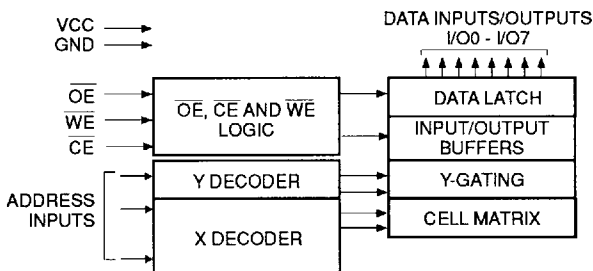 DATA INPUTS/OUTPUTS
I/O0 - I/O7
VCC
GND
OE
WE
CE
OE, CE AND WE
LOGIC
DATA LATCH
INPUT/OUTPUT
BUFFERS
ADDRESS
INPUTS
Y DECODER
Y-GATING
X DECODER
CELL MATRIX